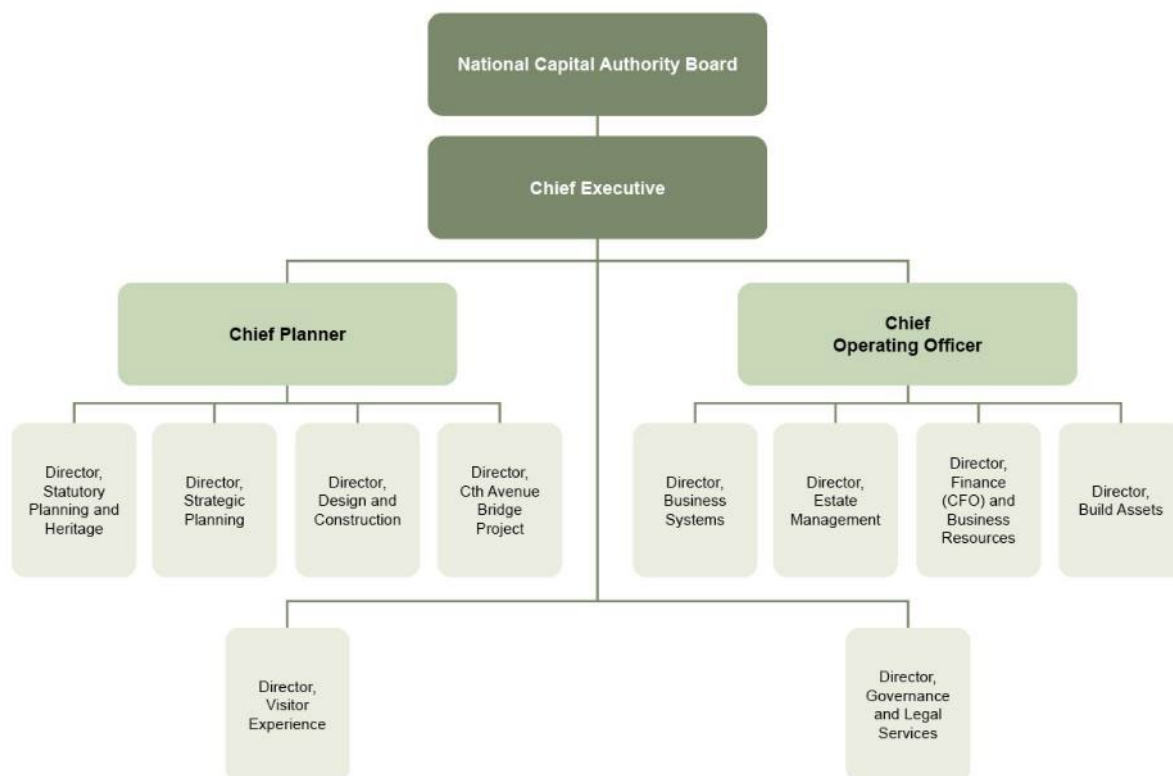 National Capital Authority Board
Chief Executive
Chief Planner
Chief
Operating Officer
Director,
Statutory
Planning and
Heritage
Director,
Strategic
Planning
Director,
Design and
Construction
Director,
Cth Avenue
Bridge
Project
Director,
Business
Systems
Director,
Estate
Management
Director,
Finance
(CFO) and
Business
Resources
Director,
Build Assets
Director,
Visitor
Experience
Director,
Governance
and Legal
Services